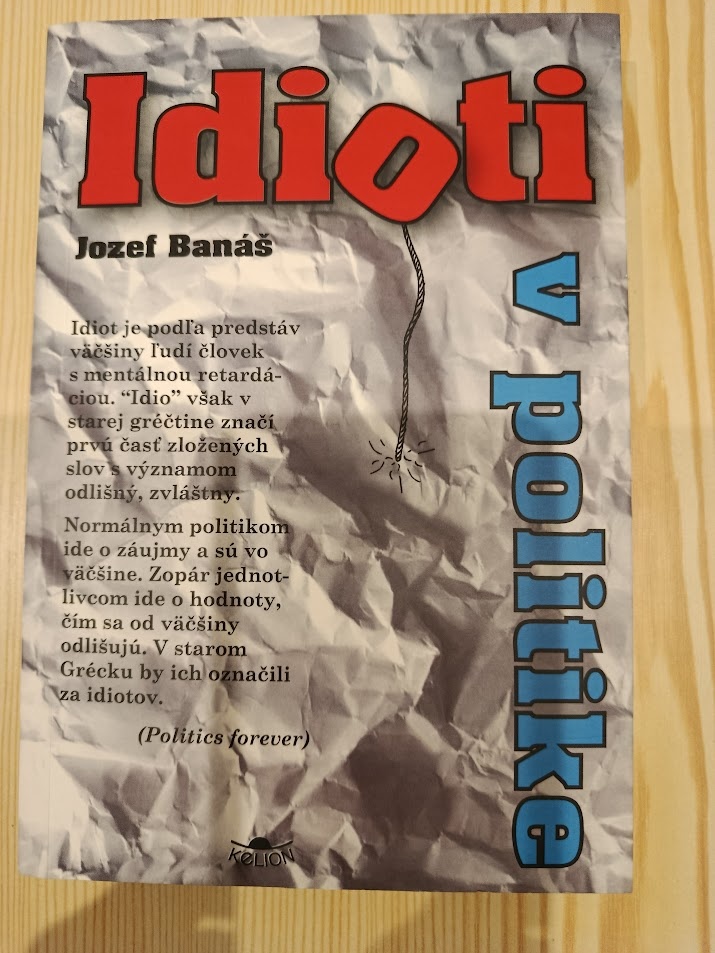 Idioti
Jozef Banáš
v politike
Idiot je podľa predstáv
väčšiny ľudí človek
s mentálnou retardá-
ciou. “Idio” však v
starej gréčtine značí
prvú časť zložených
slov s významom
odlišný, zvláštny.
Normálnym politikom
ide o záujmy a sú vo
väčšine. Zopár jednot-
livcom ide o hodnoty,
čím sa od väčšiny
odlišujú. V starom
Grécku by ich označili
za idiotov.
(Politics forever)
KéLION